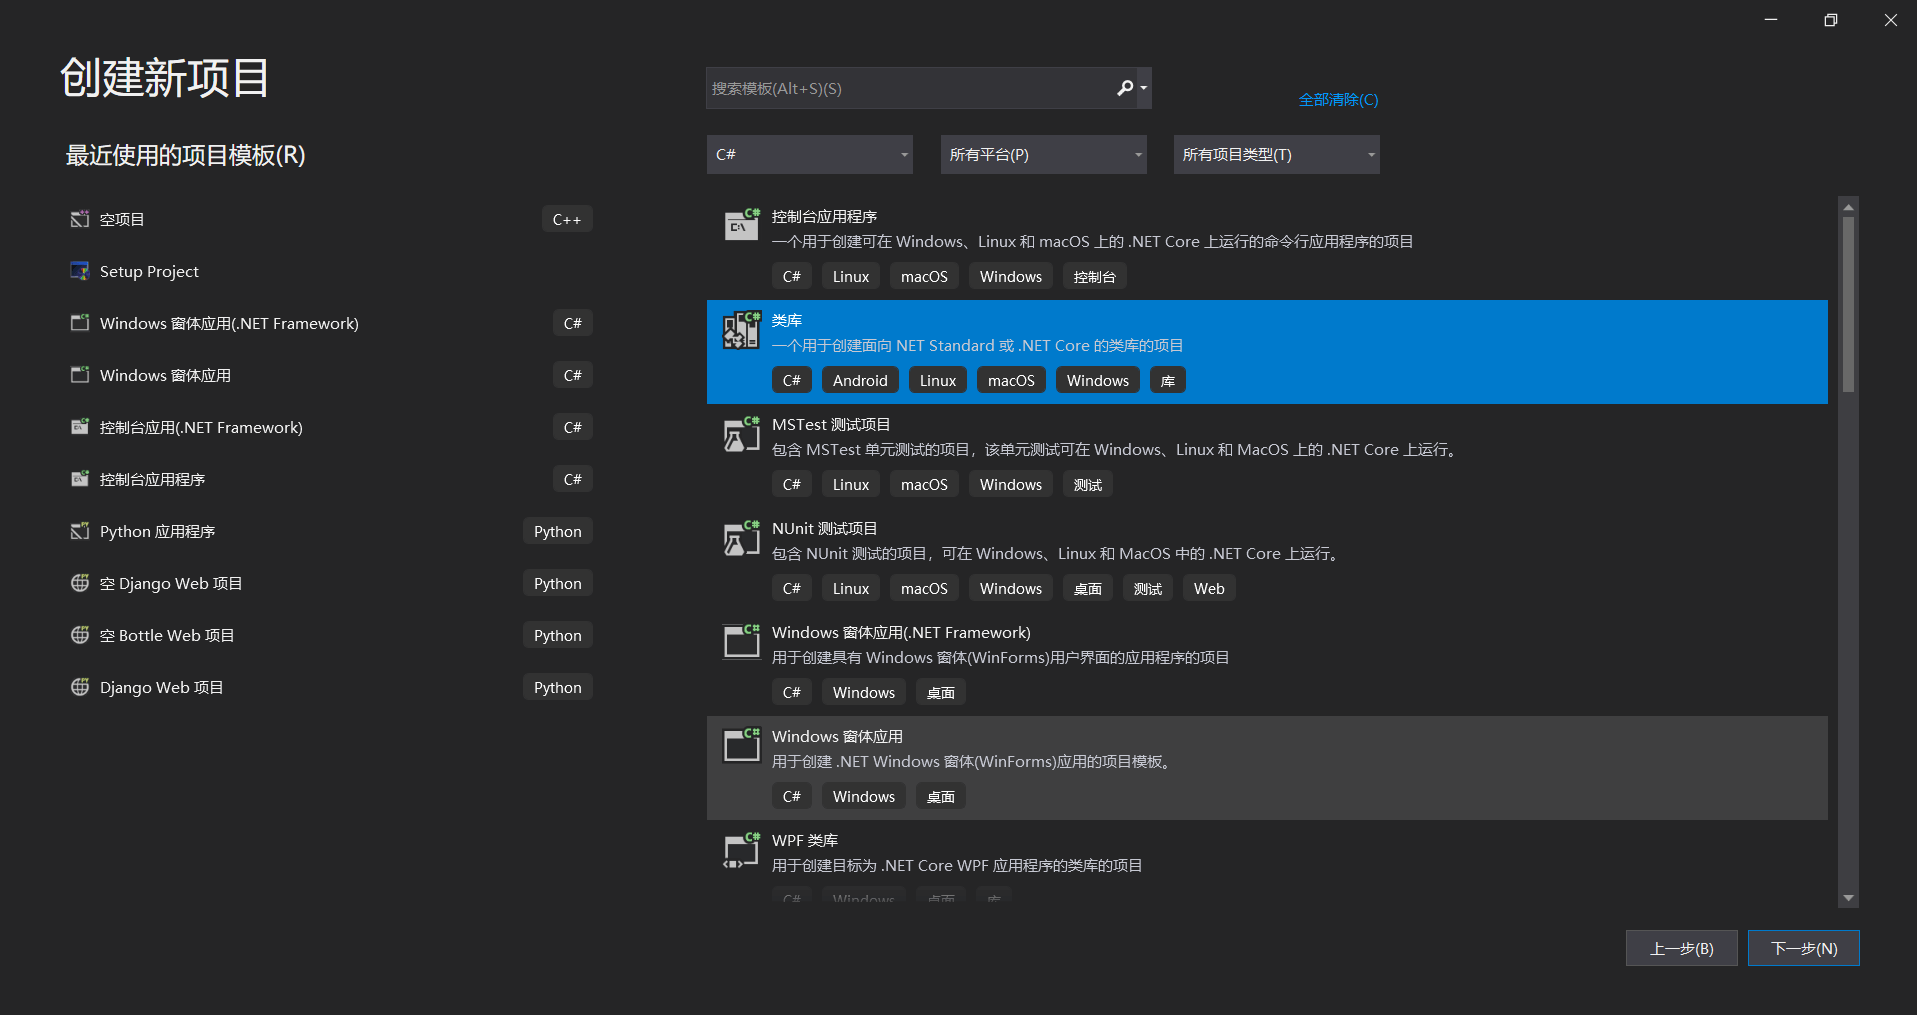 创建新项目
最近使用的项目模板(R)
空项目 C++
Setup Project
Windows 窗体应用(.NET Framework) C#
Windows 窗体应用 C#
控制台应用(.NET Framework) C#
控制台应用程序 C#
Python 应用程序 Python
空 Django Web 项目 Python
空 Bottle Web 项目 Python
Django Web 项目 Python
搜索模板(Alt+S)(S)
全部清除(C)
C# 所有平台(P) 所有项目类型(T)
控制台应用程序
一个用于创建可在 Windows、Linux 和 macOS 上的 .NET Core 上运行的命令行应用程序的项目
C# Linux macOS Windows 控制台
类库
一个用于创建面向 NET Standard 或 .NET Core 的类库的项目
C# Android Linux macOS Windows 库
MSTest 测试项目
包含 MSTest 单元测试的项目，该单元测试可在 Windows、Linux 和 MacOS 上的 .NET Core 上运行。
C# Linux macOS Windows 测试
NUnit 测试项目
包含 NUnit 测试的项目，可在 Windows、Linux 和 MacOS 中的 .NET Core 上运行。
C# Linux macOS Windows 桌面 测试 Web
Windows 窗体应用(.NET Framework)
用于创建具有 Windows 窗体(WinForms)用户界面的应用程序的项目
C# Windows 桌面
Windows 窗体应用
用于创建 .NET Windows 窗体(WinForms)应用的项目模板。
C# Windows 桌面
WPF 类库
用于创建目标为 .NET Core WPF 应用程序的类库的项目
C# Windows 桌面 库
上一步(B) 下一步(N)